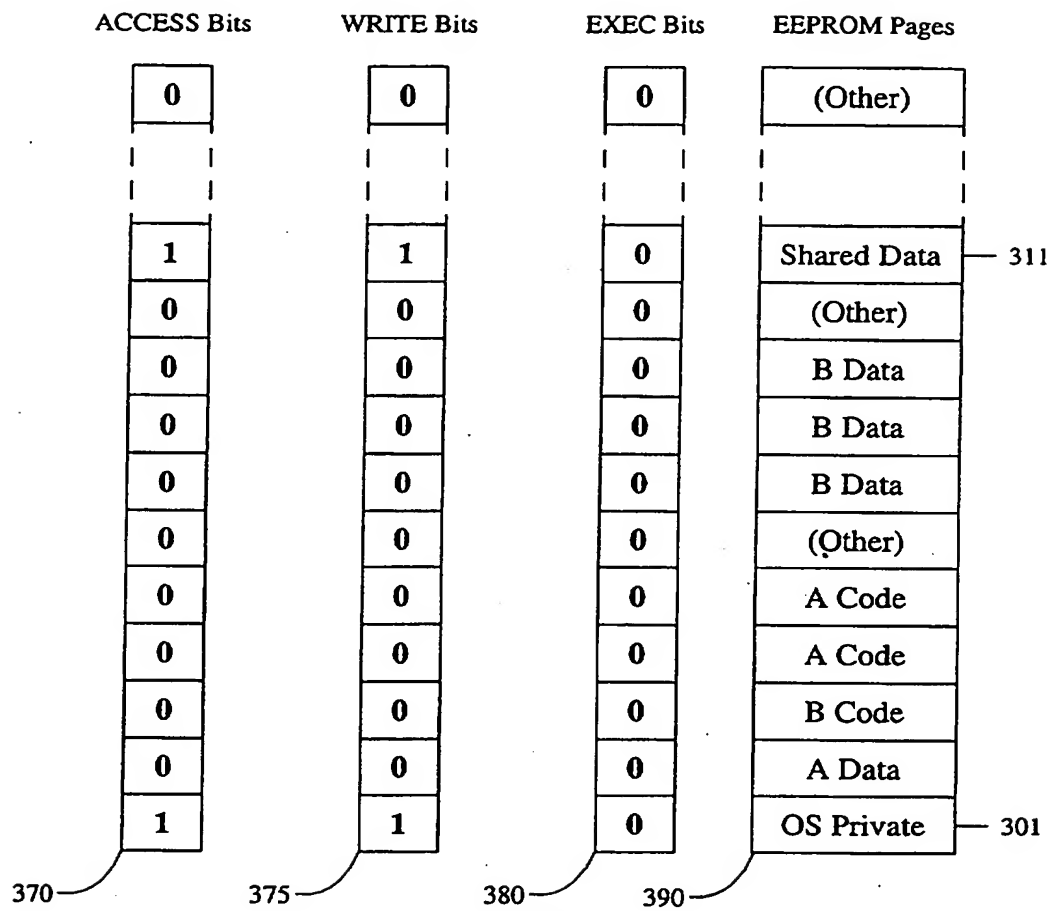 ACCESS Bits WRITE Bits EXEC Bits EEPROM Pages
0 0 0 (Other)
1 1 0 Shared Data 311
0 0 0 (Other)
0 0 0 B Data
0 0 0 B Data
0 0 0 B Data
0 0 0 (Other)
0 0 0 A Code
0 0 0 A Code
0 0 0 B Code
0 0 0 A Data
1 1 0 OS Private 301
370 375 380 390